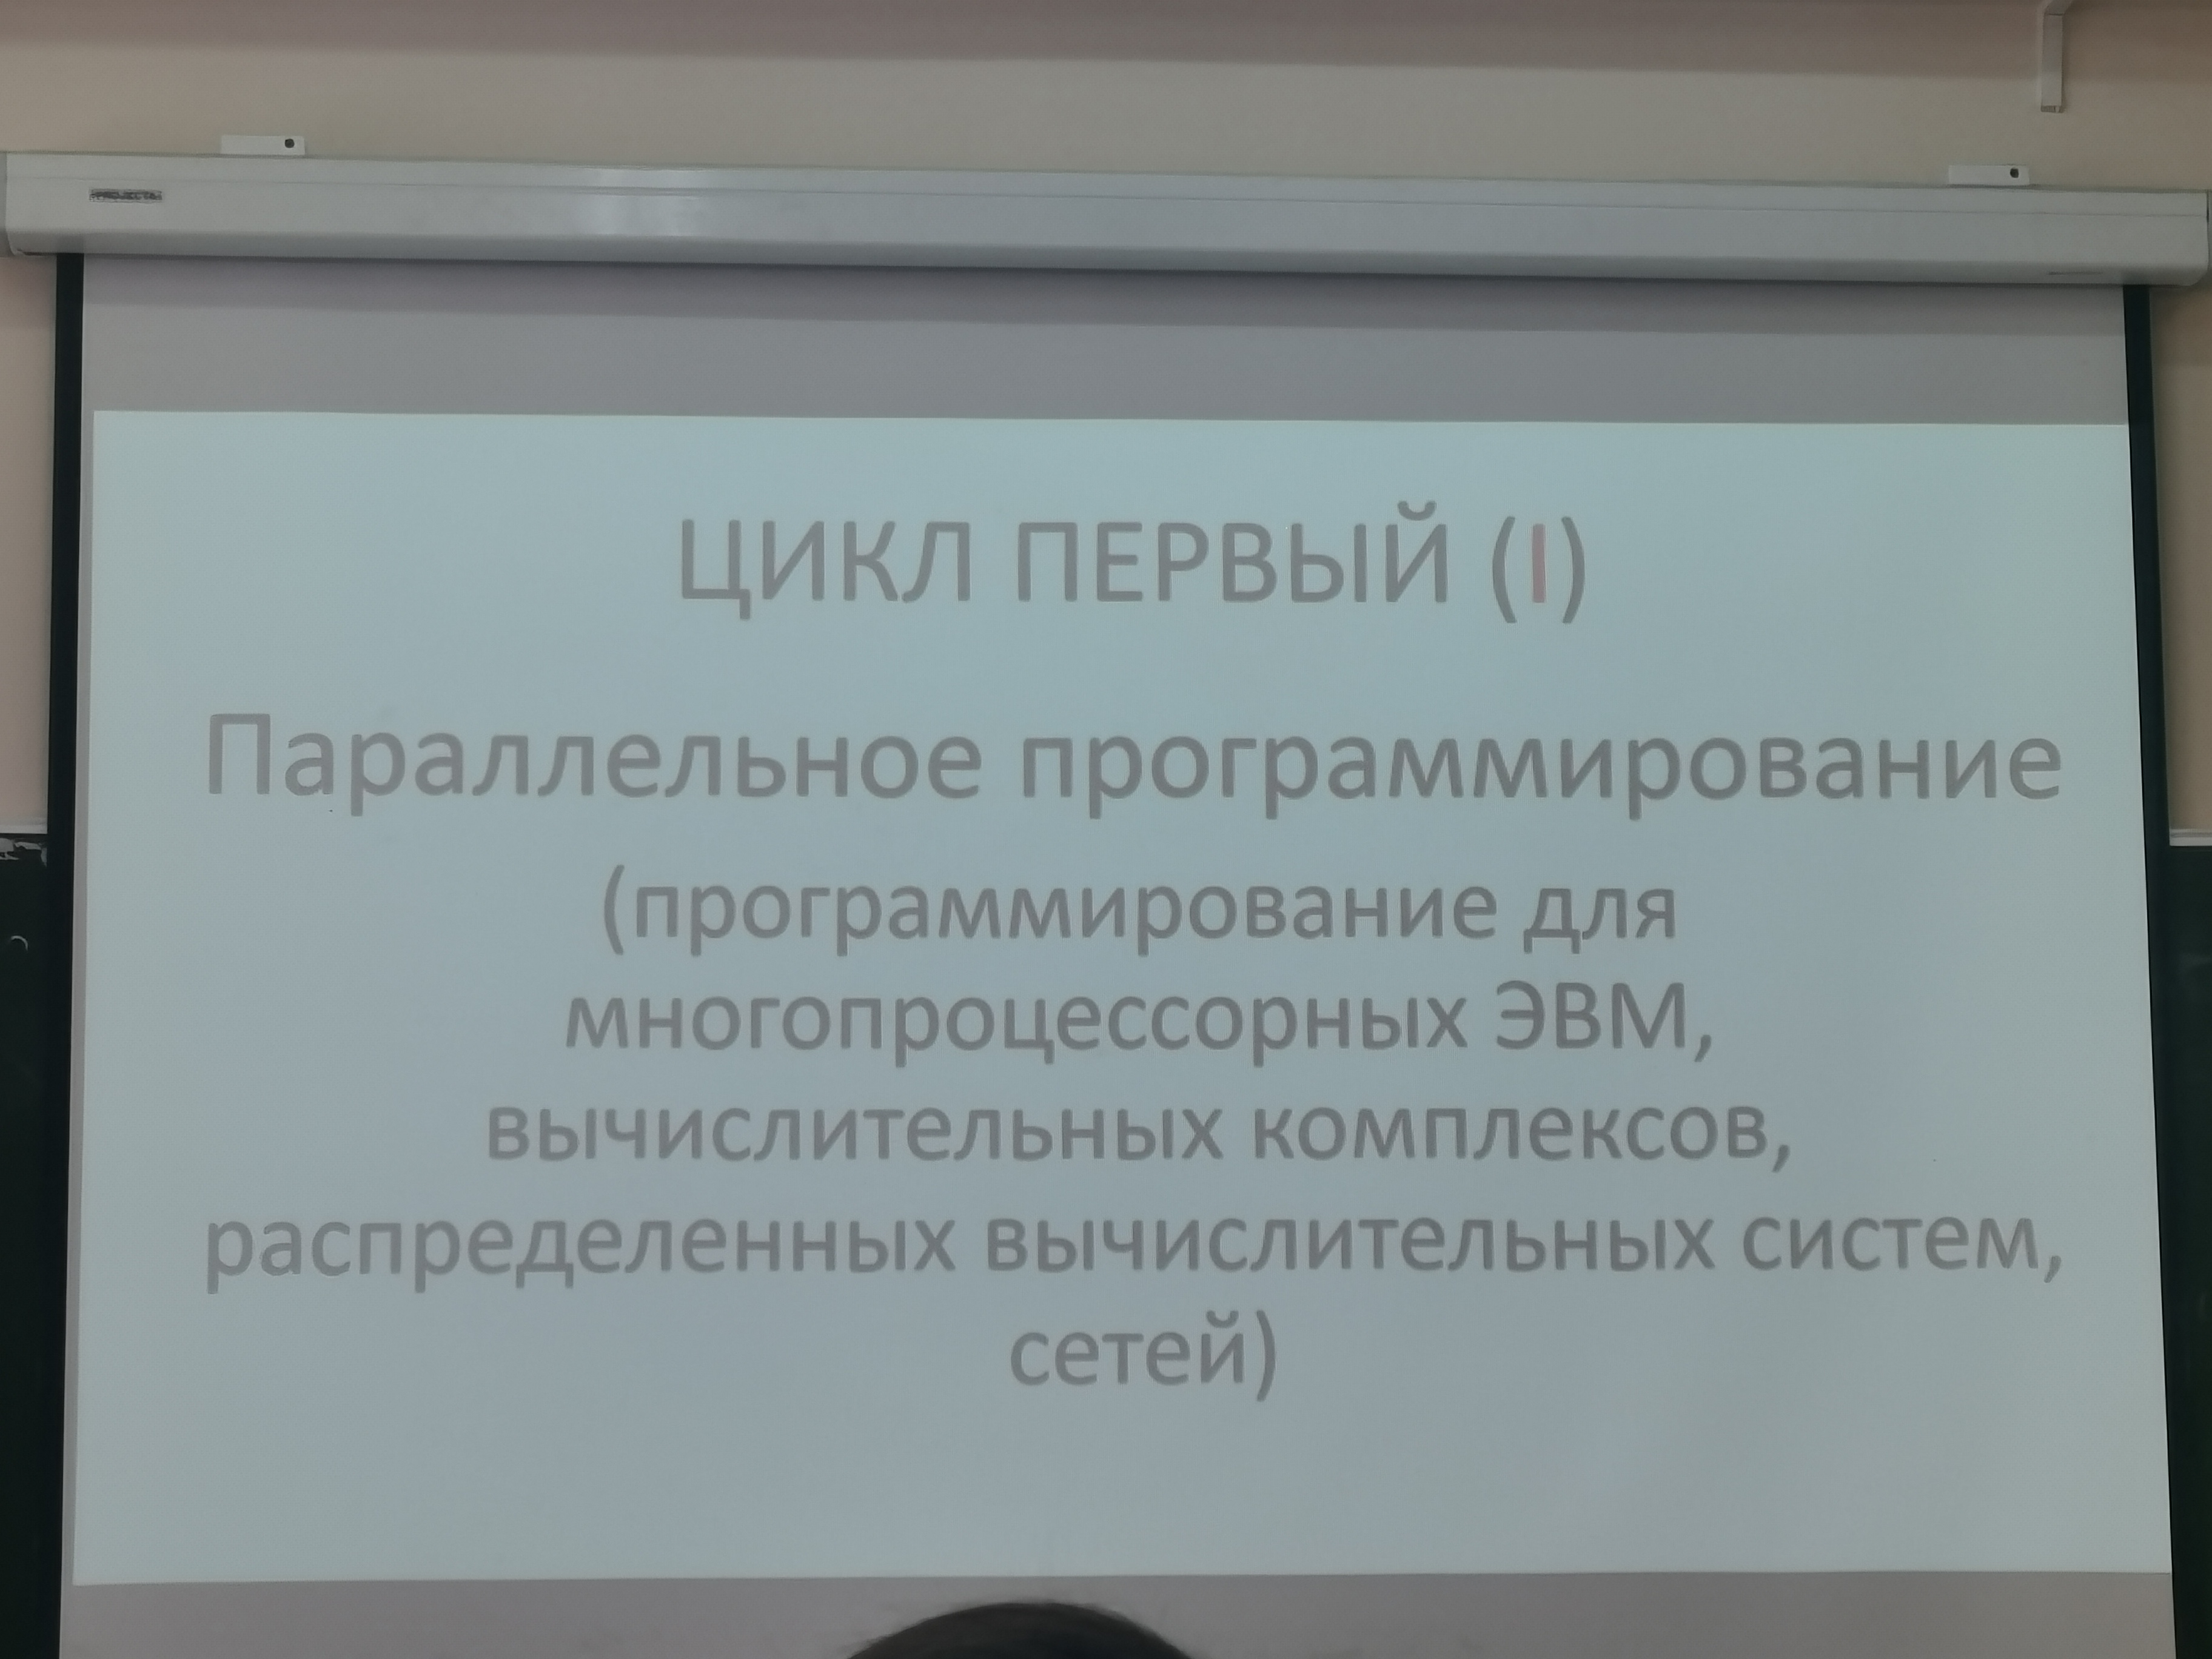 PROJECTA
ЦИКЛ ПЕРВЫЙ (I)
Параллельное программирование
(программирование для
многопроцессорных ЭВМ,
вычислительных комплексов,
распределенных вычислительных систем,
сетей)